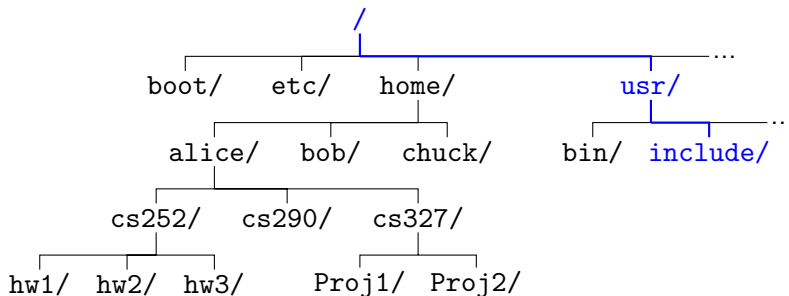 /
boot/ etc/ home/ usr/ ...
alice/ bob/ chuck/ bin/ include/ ..
cs252/ cs290/ cs327/
hw1/ hw2/ hw3/ Proj1/ Proj2/